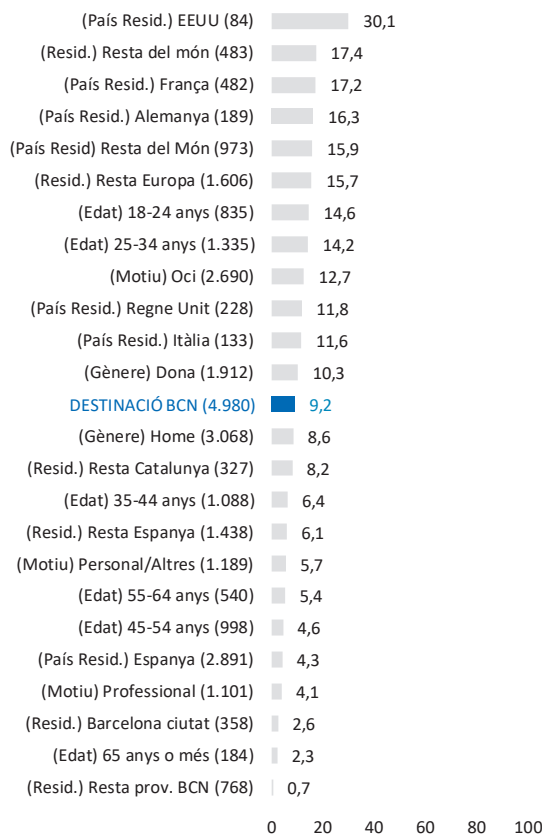 (País Resid.) EEUU (84) 30,1
(Resid.) Resta del món (483) 17,4
(País Resid.) França (482) 17,2
(País Resid.) Alemanya (189) 16,3
(País Resid) Resta del Món (973) 15,9
(Resid.) Resta Europa (1.606) 15,7
(Edat) 18-24 anys (835) 14,6
(Edat) 25-34 anys (1.335) 14,2
(Motiu) Oci (2.690) 12,7
(País Resid.) Regne Unit (228) 11,8
(País Resid.) Itàlia (133) 11,6
(Gènere) Dona (1.912) 10,3
DESTINACIÓ BCN (4.980) 9,2
(Gènere) Home (3.068) 8,6
(Resid.) Resta Catalunya (327) 8,2
(Edat) 35-44 anys (1.088) 6,4
(Resid.) Resta Espanya (1.438) 6,1
(Motiu) Personal/Altres (1.189) 5,7
(Edat) 55-64 anys (540) 5,4
(Edat) 45-54 anys (998) 4,6
(País Resid.) Espanya (2.891) 4,3
(Motiu) Professional (1.101) 4,1
(Resid.) Barcelona ciutat (358) 2,6
(Edat) 65 anys o més (184) 2,3
(Resid.) Resta prov. BCN (768) 0,7
0 20 40 60 80 100